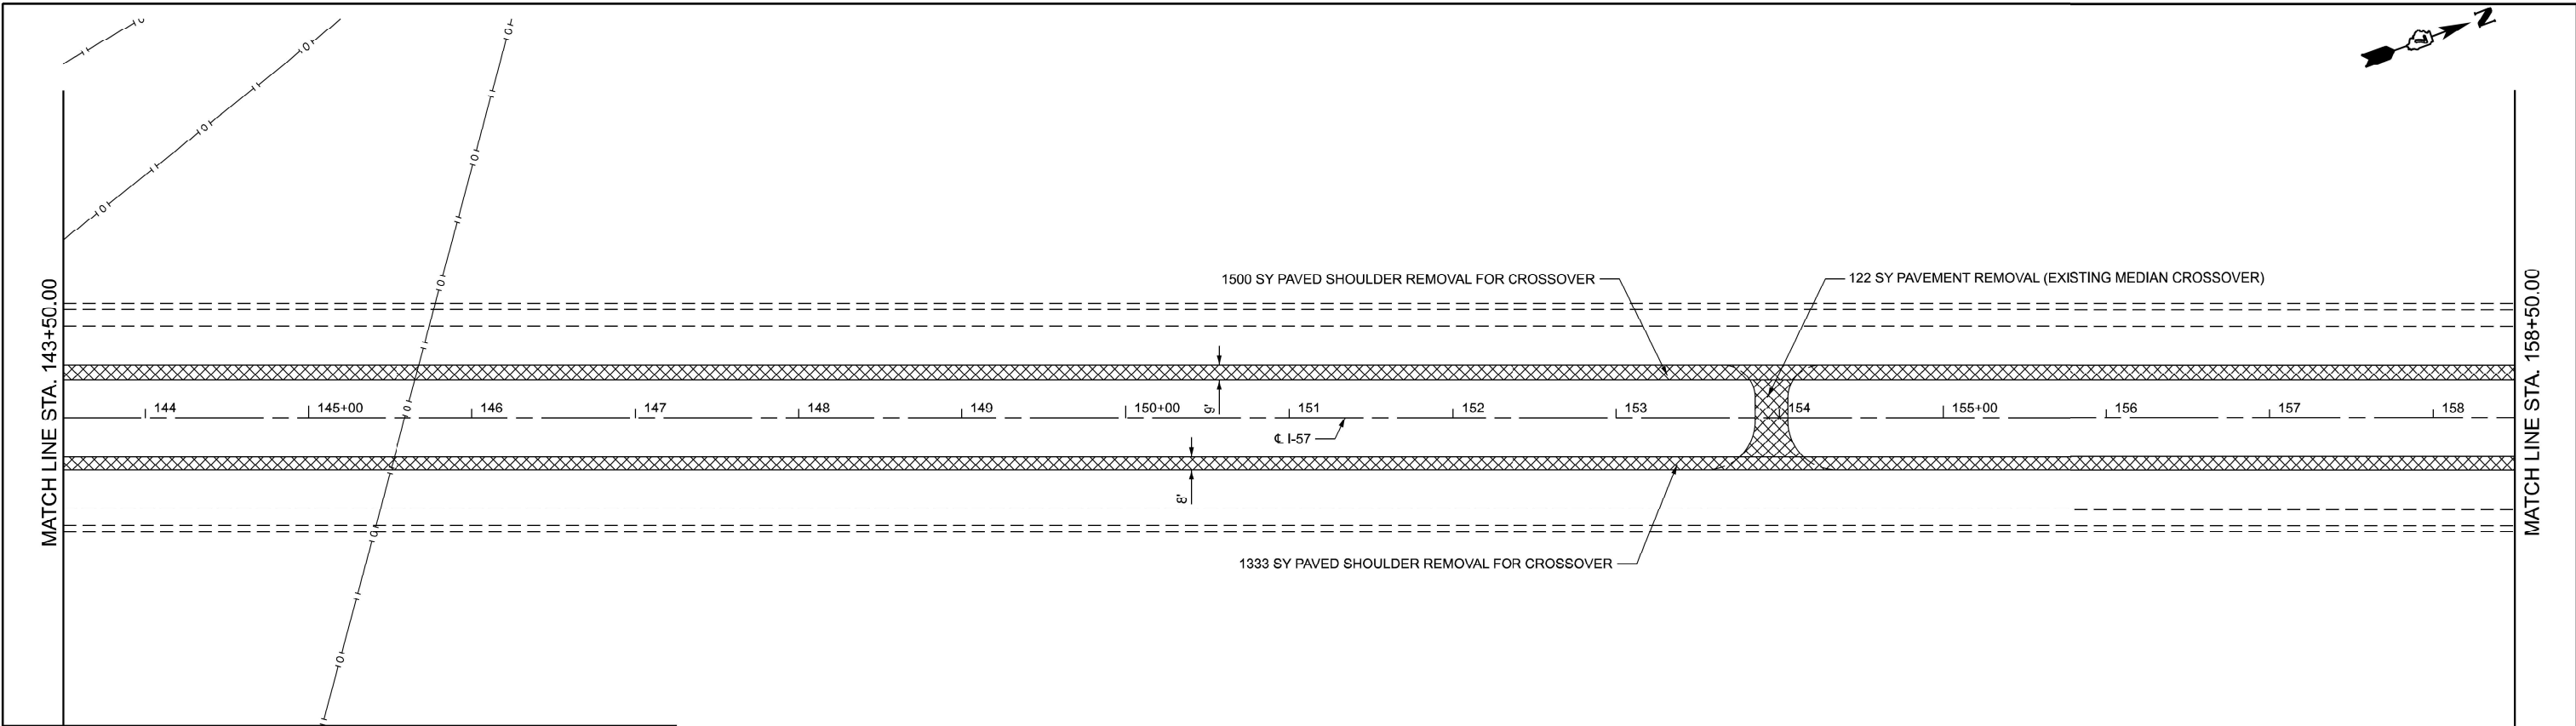 N
1500 SY PAVED SHOULDER REMOVAL FOR CROSSOVER
122 SY PAVEMENT REMOVAL (EXISTING MEDIAN CROSSOVER)
MATCH LINE STA. 143+50.00
MATCH LINE STA. 158+50.00
144 145+00 146 147 148 149 150+00 151 152 153 154 155+00 156 157 158
9'
℄ I-57
8'
1333 SY PAVED SHOULDER REMOVAL FOR CROSSOVER